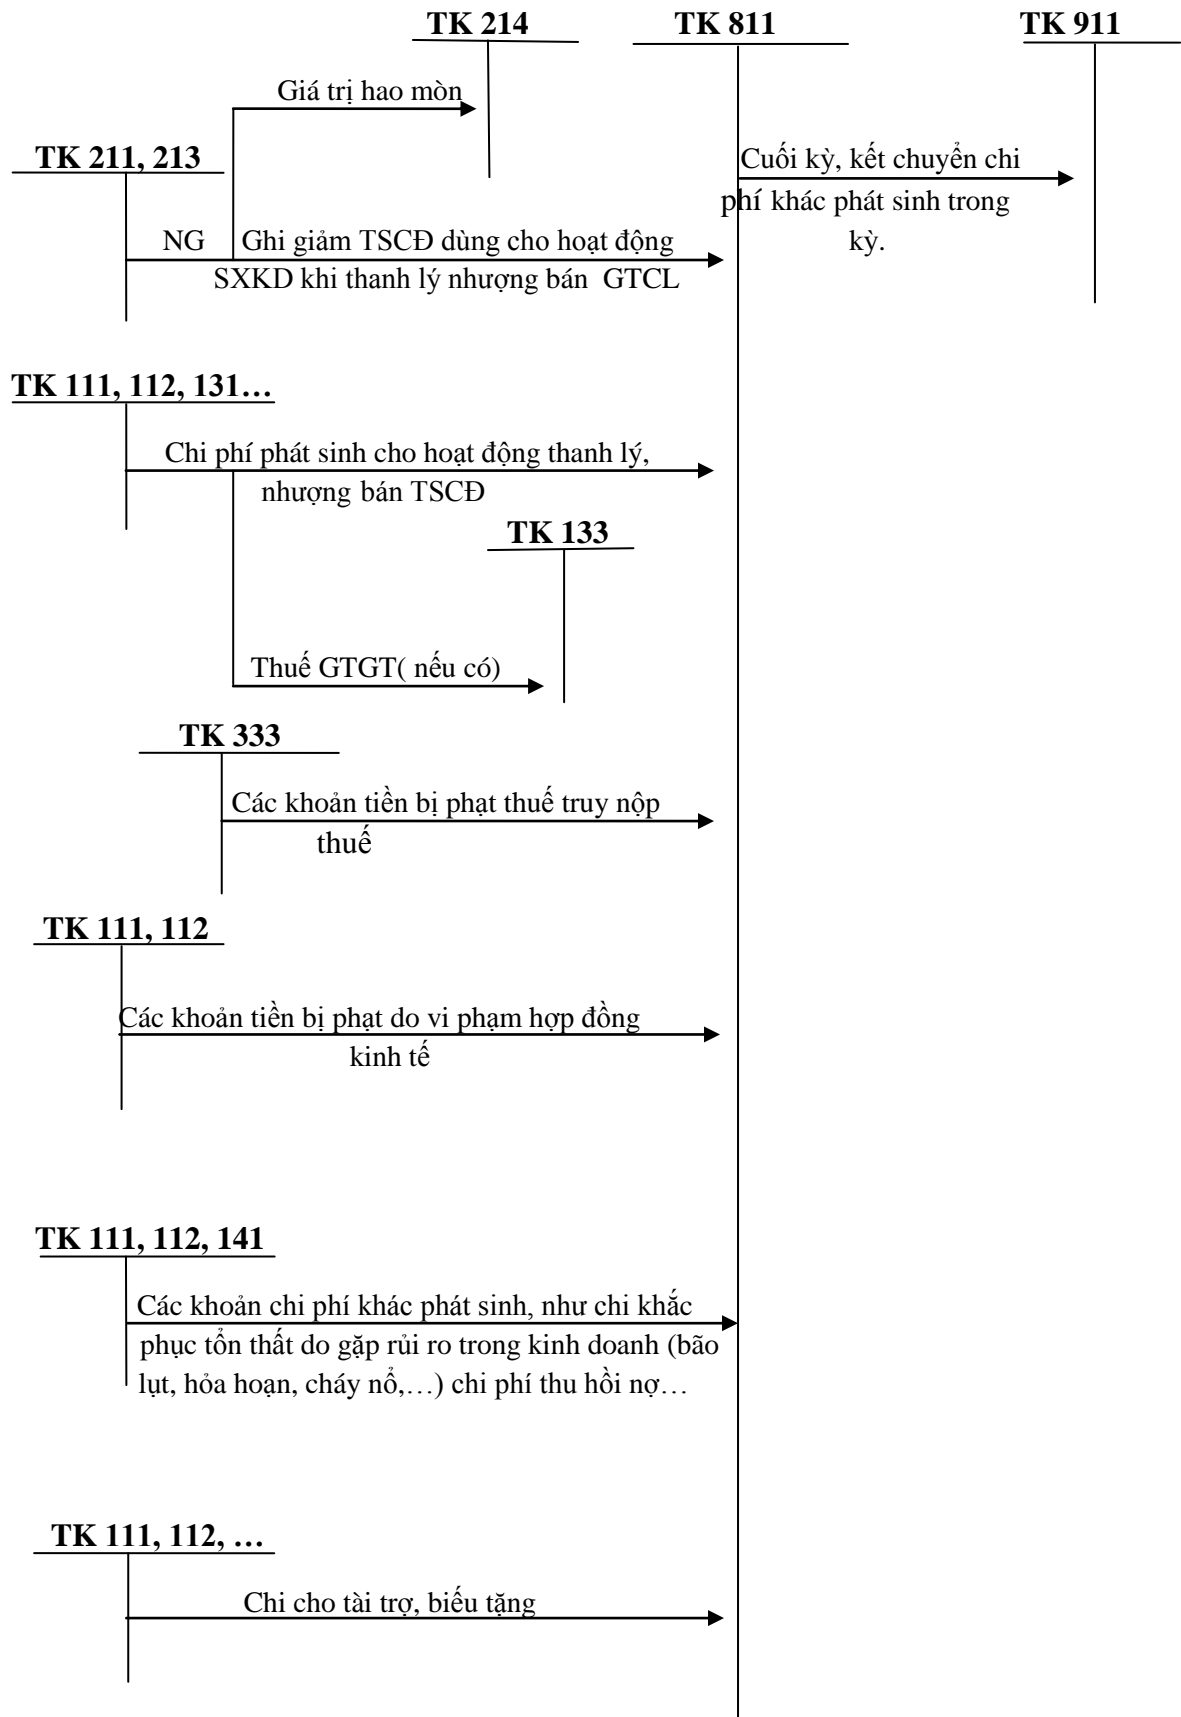 TK 214
TK 811
TK 911
Giá trị hao mòn
TK 211, 213
Cuối kỳ, kết chuyển chi
phí khác phát sinh trong
kỳ.
NG
Ghi giảm TSCĐ dùng cho hoạt động
SXKD khi thanh lý nhượng bán GTCL
TK 111, 112, 131…
Chi phí phát sinh cho hoạt động thanh lý,
nhượng bán TSCĐ
TK 133
Thuế GTGT( nếu có)
TK 333
Các khoản tiền bị phạt thuế truy nộp
thuế
TK 111, 112
Các khoản tiền bị phạt do vi phạm hợp đồng
kinh tế
TK 111, 112, 141
Các khoản chi phí khác phát sinh, như chi khắc
phục tổn thất do gặp rủi ro trong kinh doanh (bão
lụt, hỏa hoạn, cháy nổ,…) chi phí thu hồi nợ…
TK 111, 112, …
Chi cho tài trợ, biếu tặng